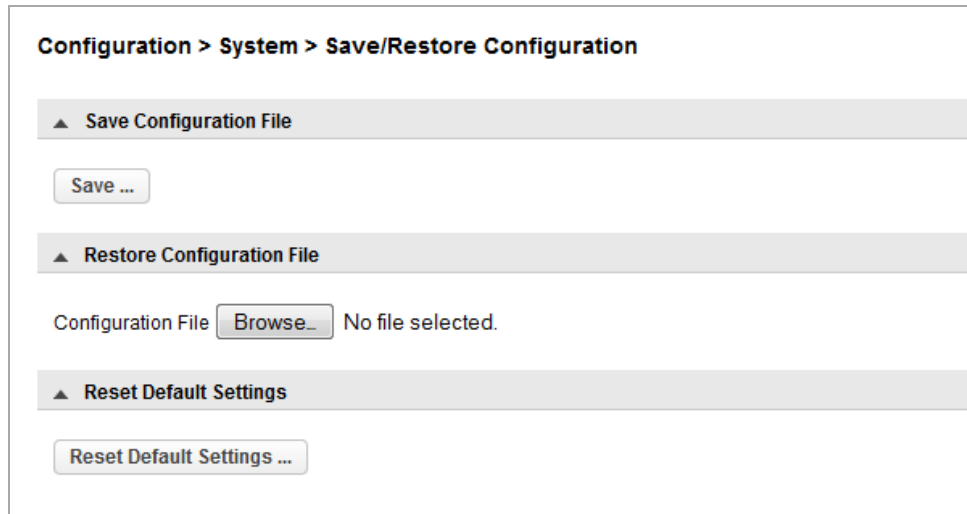 Configuration > System > Save/Restore Configuration
Save Configuration File
Save ...
Restore Configuration File
Configuration File Browse_ No file selected.
Reset Default Settings
Reset Default Settings ...